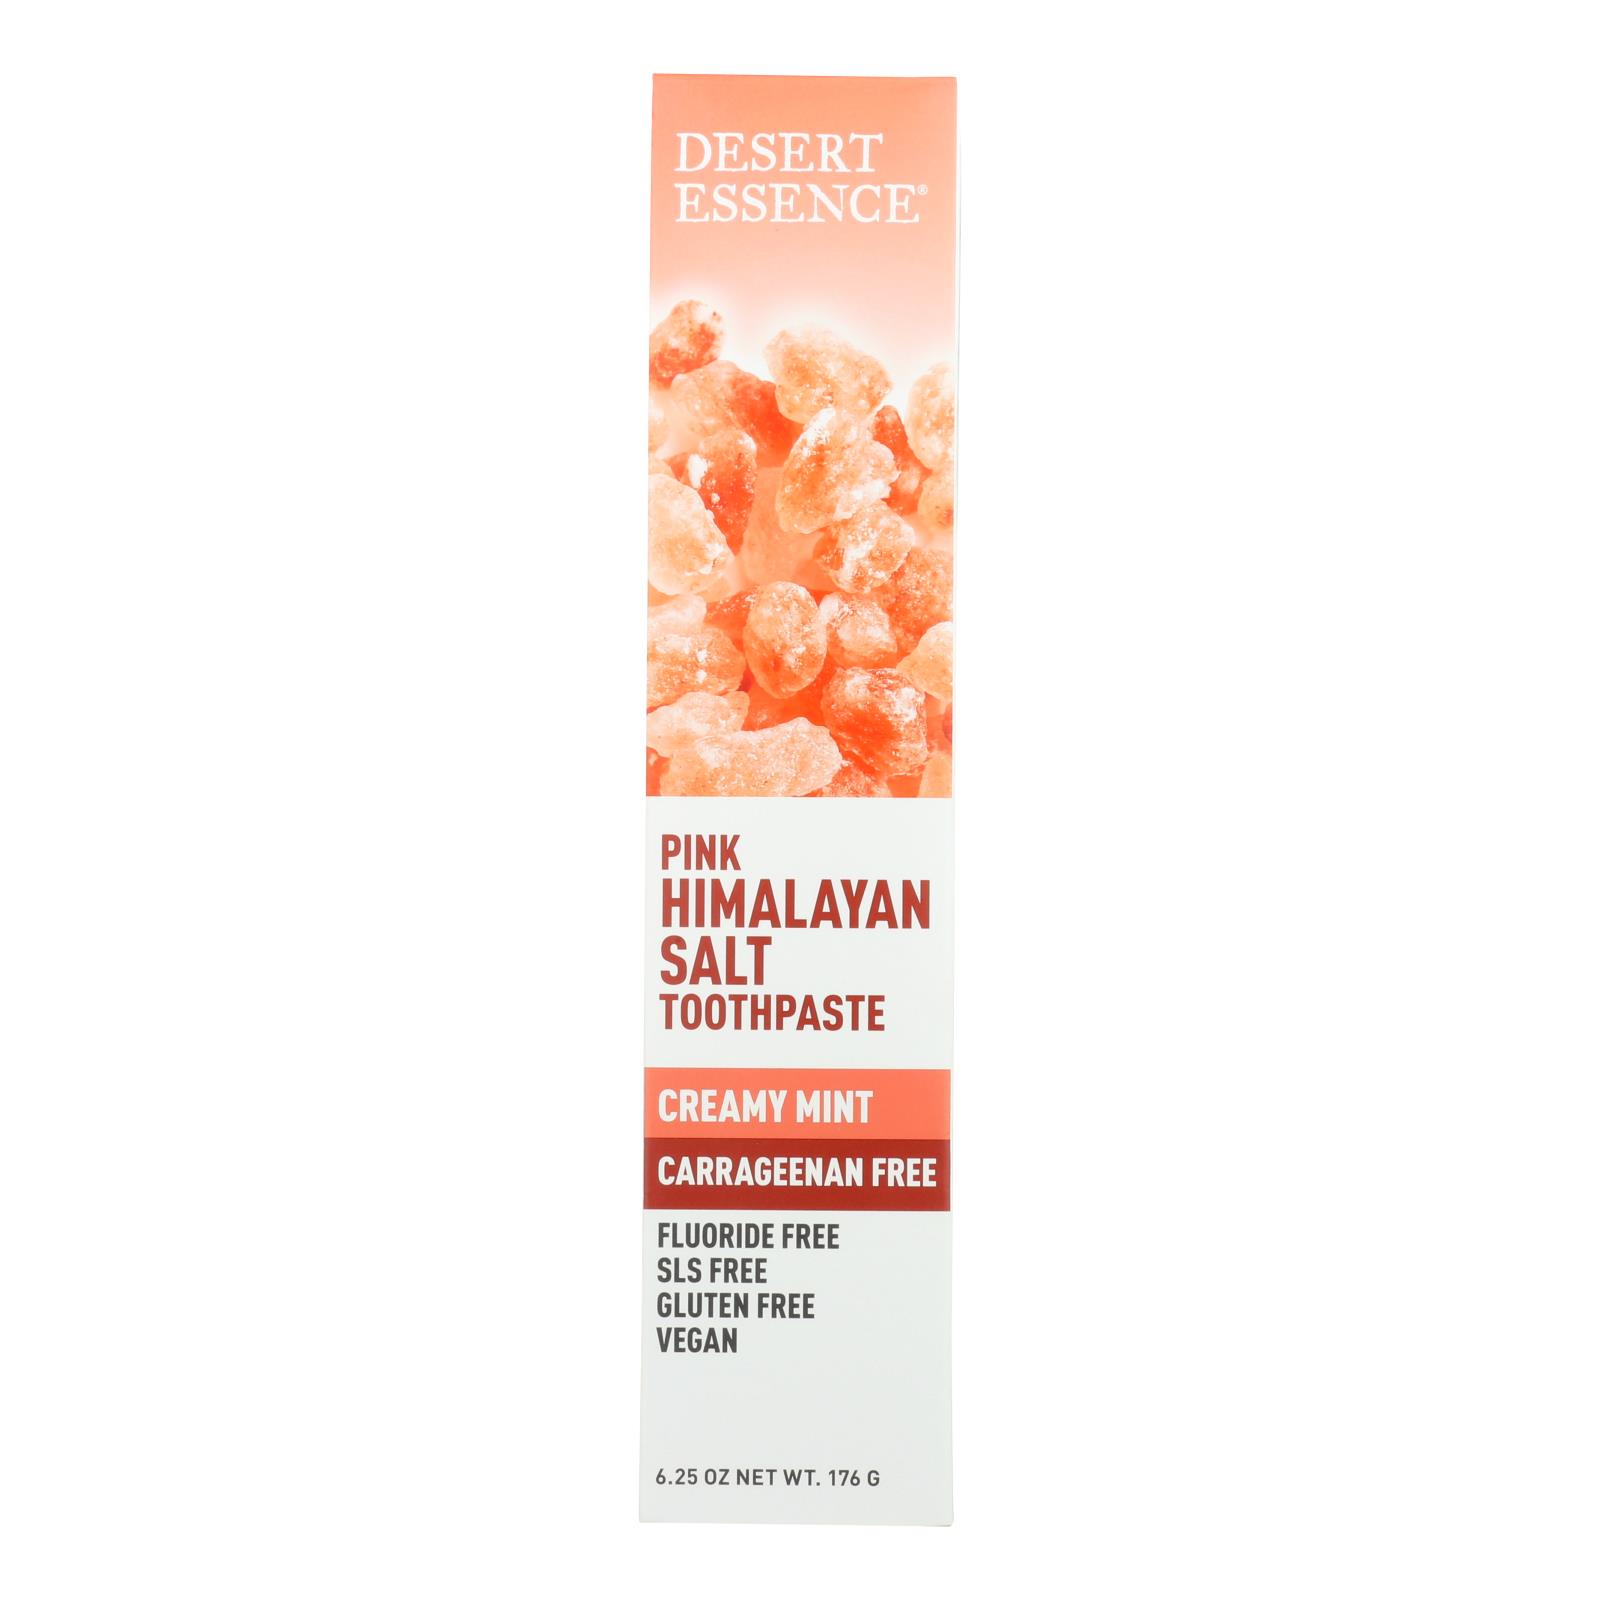 DESERT
ESSENCE®
PINK
HIMALAYAN
SALT
TOOTHPASTE
CREAMY MINT
CARRAGEENAN FREE
FLUORIDE FREE
SLS FREE
GLUTEN FREE
VEGAN
6.25 OZ NET WT. 176 G